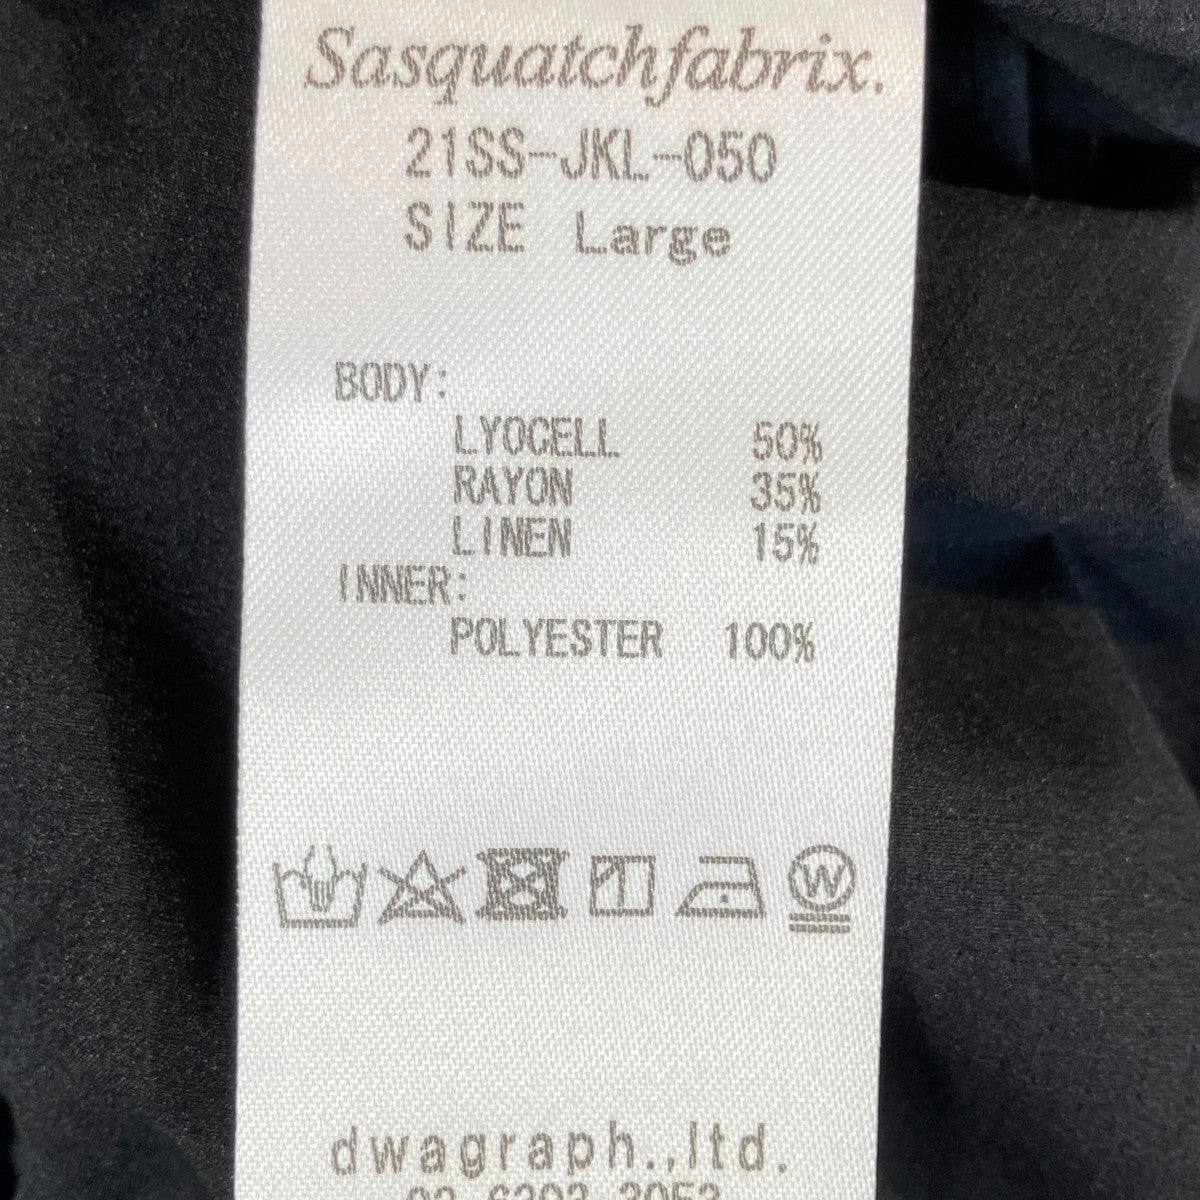 Sasquatchfabrix.
21SS-JKL-050
SIZE Large
BODY:
LYOCELL 50%
RAYON 35%
LINEN 15%
INNER:
POLYESTER 100%
W
dwagraph.,ltd.